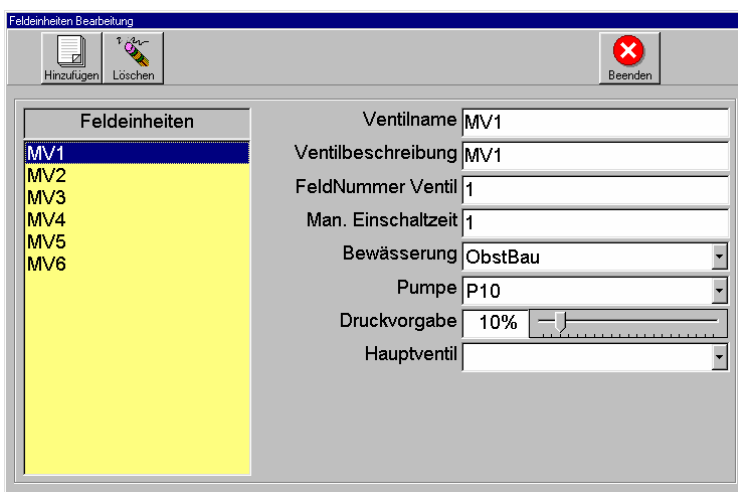 Feldeinheiten Bearbeitung
Hinzufügen Löschen Beenden
Feldeinheiten
MV1
MV2
MV3
MV4
MV5
MV6
Ventilname MV1
Ventilbeschreibung MV1
FeldNummer Ventil 1
Man. Einschaltzeit 1
Bewässerung ObstBau
Pumpe P10
Druckvorgabe 10%
Hauptventil